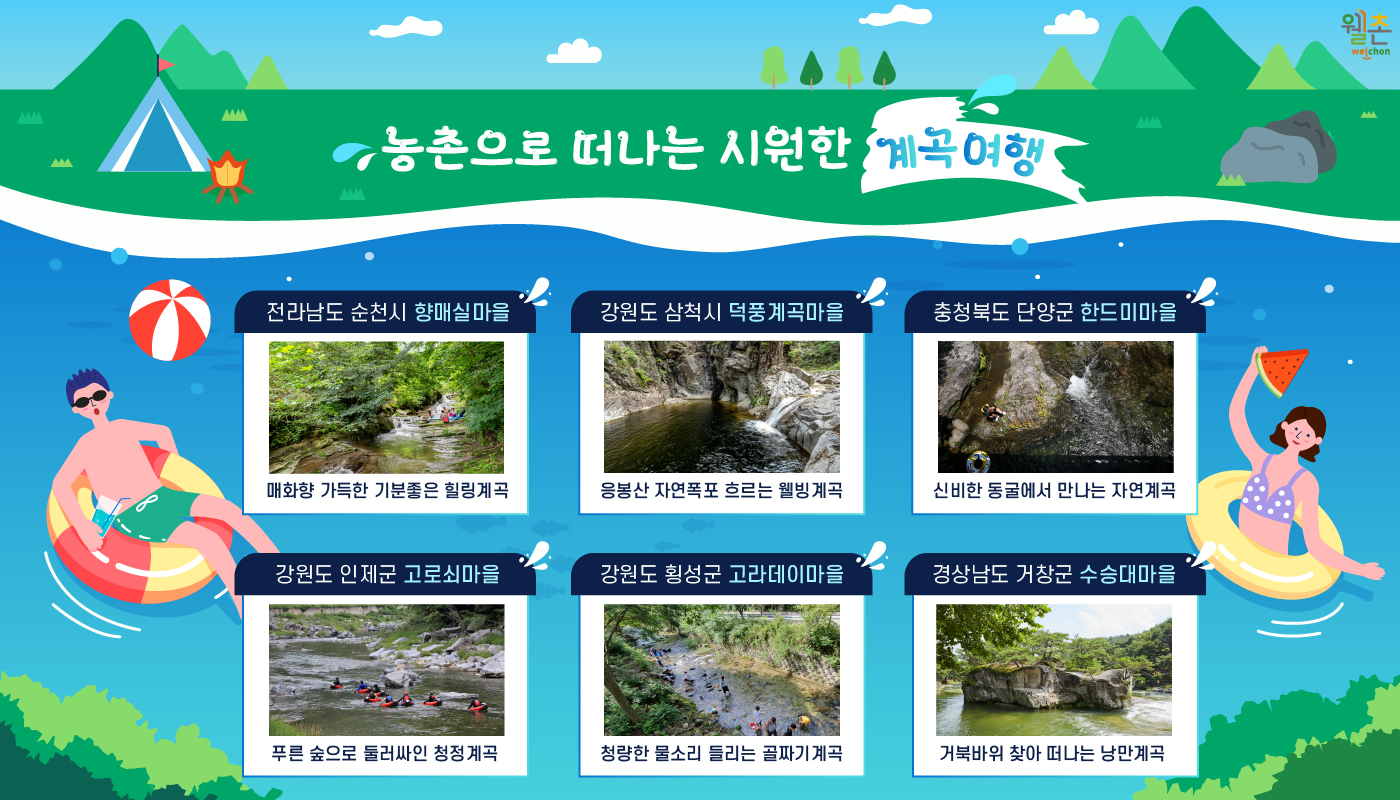 웰촌
welchon
농촌으로 떠나는 시원한 계곡여행
전라남도 순천시 향매실마을
매화향 가득한 기분좋은 힐링계곡
강원도 삼척시 덕풍계곡마을
응봉산 자연폭포 흐르는 웰빙계곡
충청북도 단양군 한드미마을
신비한 동굴에서 만나는 자연계곡
강원도 인제군 고로쇠마을
푸른 숲으로 둘러싸인 청정계곡
강원도 횡성군 고라데이마을
청량한 물소리 들리는 골짜기계곡
경상남도 거창군 수승대마을
거북바위 찾아 떠나는 낭만계곡